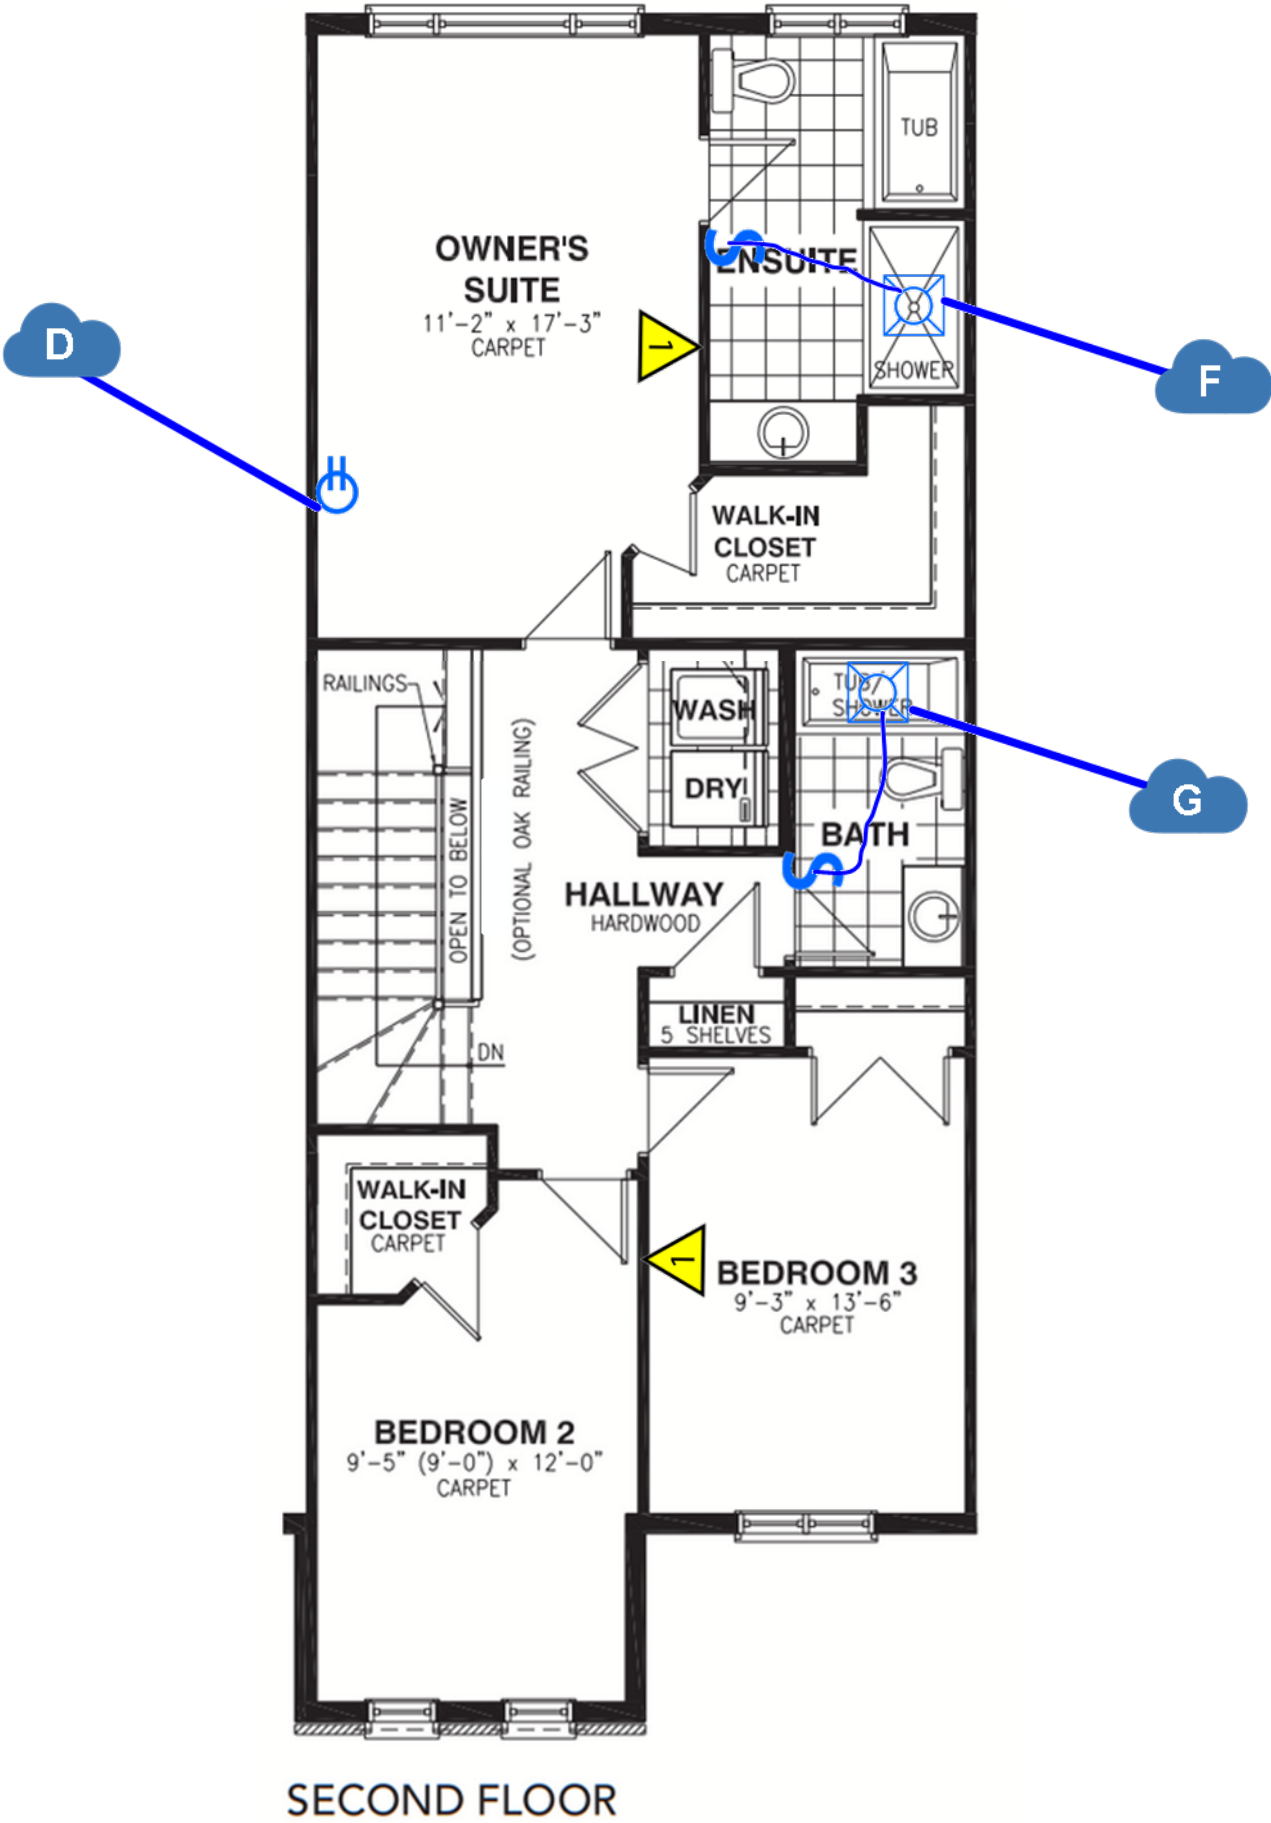 TUB
OWNER'S
SUITE
11'-2" x 17'-3"
CARPET
ENSUITE
D
1
F
SHOWER
WALK-IN
CLOSET
CARPET
RAILINGS
TUB/
SHOWER
WASH
DRY
(OPTIONAL OAK RAILING)
OPEN TO BELOW
G
BATH
HALLWAY
HARDWOOD
LINEN
5 SHELVES
DN
WALK-IN
CLOSET
CARPET
1
BEDROOM 3
9'-3" x 13'-6"
CARPET
BEDROOM 2
9'-5" (9'-0") x 12'-0"
CARPET
SECOND FLOOR